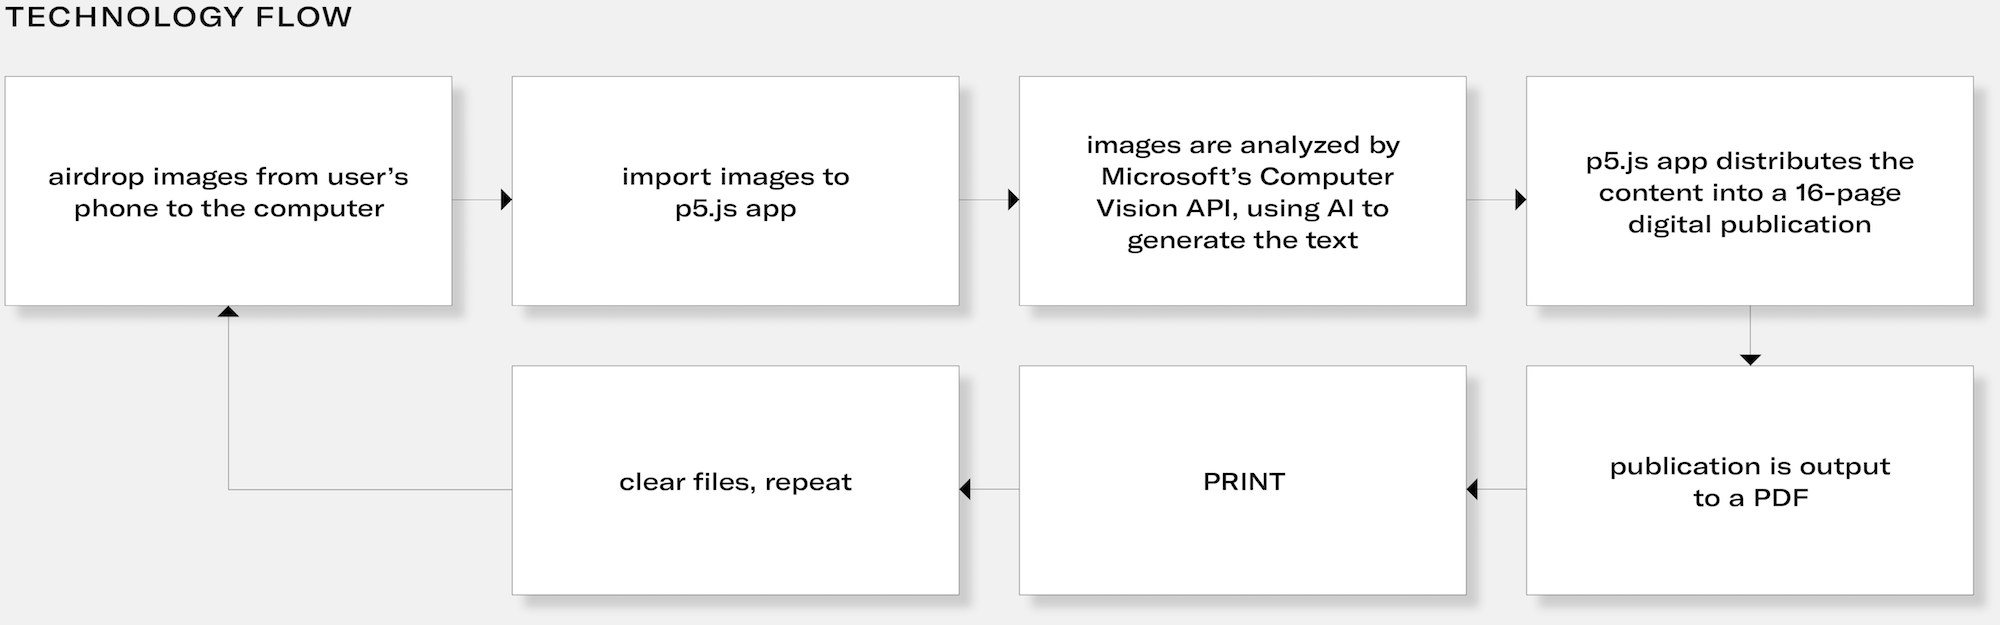 TECHNOLOGY FLOW
airdrop images from user’s
phone to the computer
import images to
p5.js app
images are analyzed by
Microsoft’s Computer
Vision API, using AI to
generate the text
p5.js app distributes the
content into a 16-page
digital publication
publication is output
to a PDF
PRINT
clear files, repeat